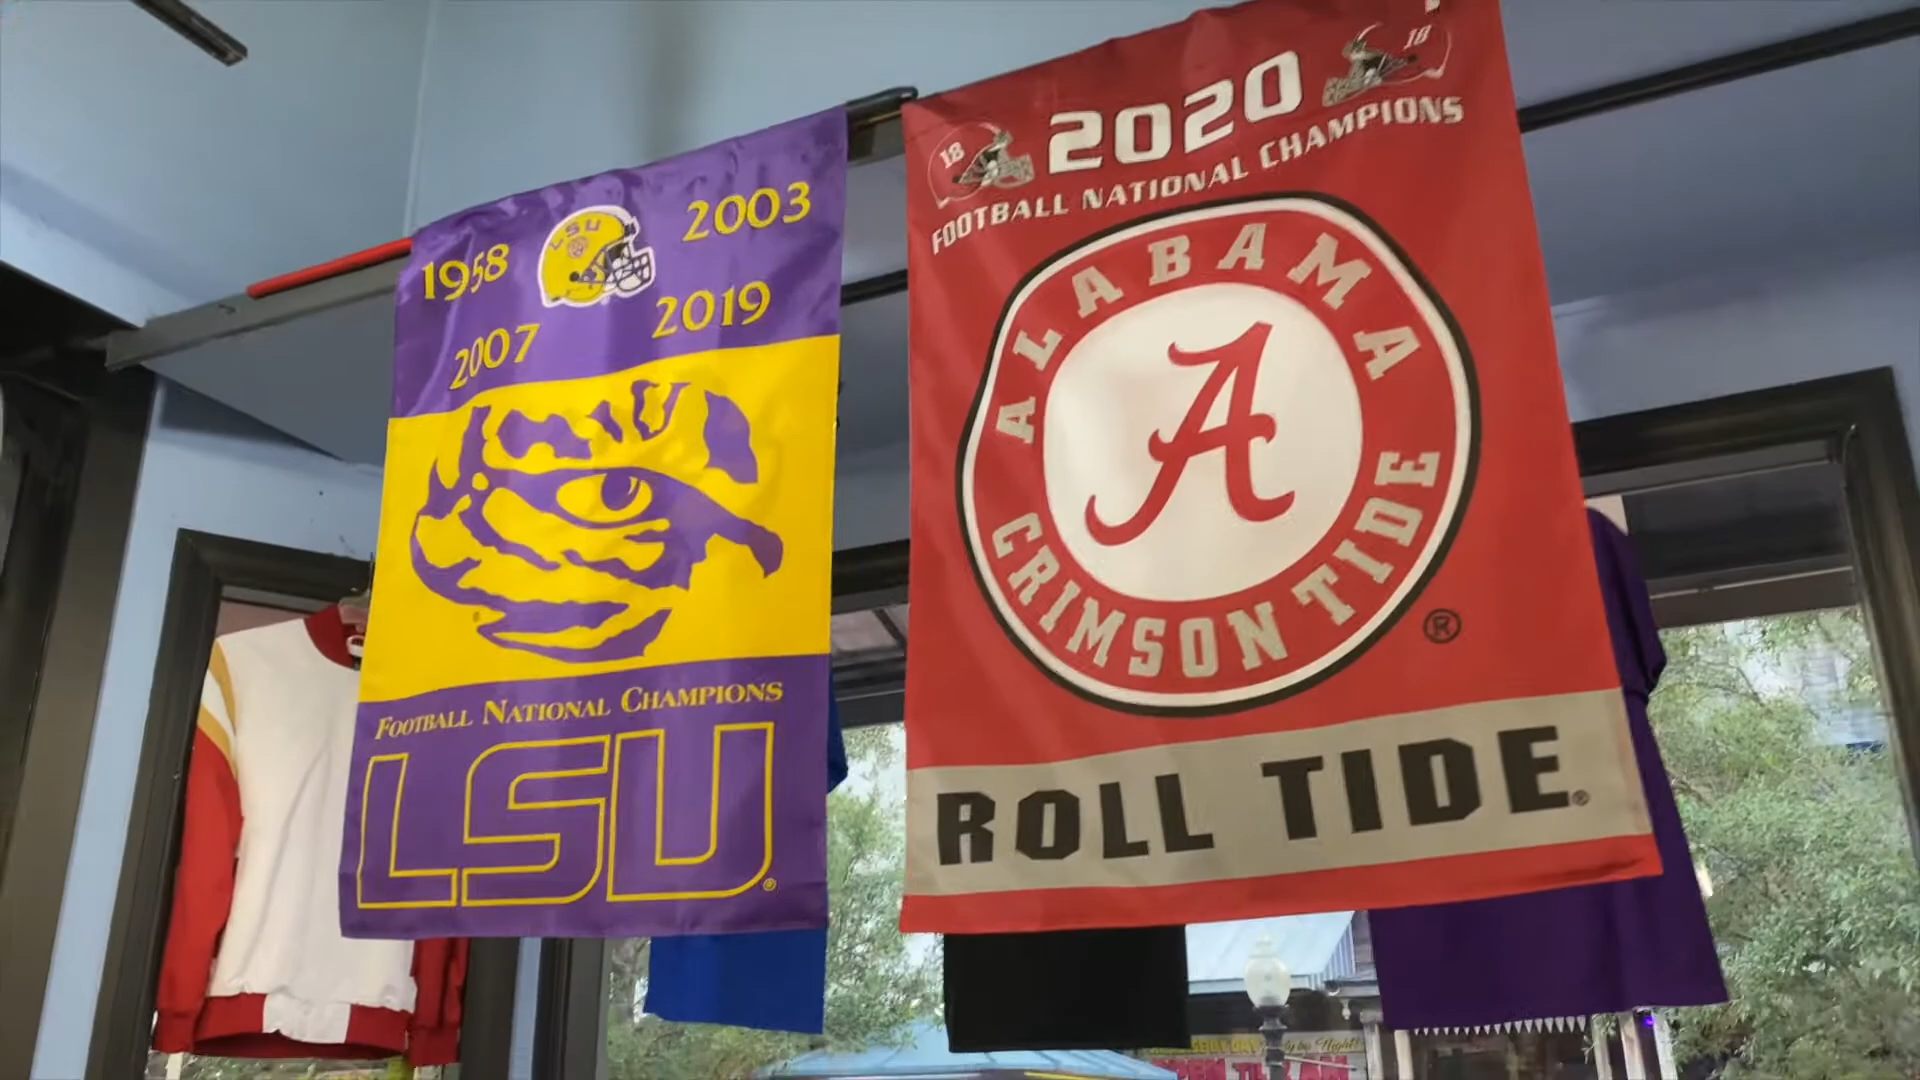 1958
LSU
2003
2007
2019
FOOTBALL NATIONAL CHAMPIONS
LSU®
18
2020
18
FOOTBALL NATIONAL CHAMPIONS
ALABAMA
A
CRIMSON TIDE
®
ROLL TIDE®